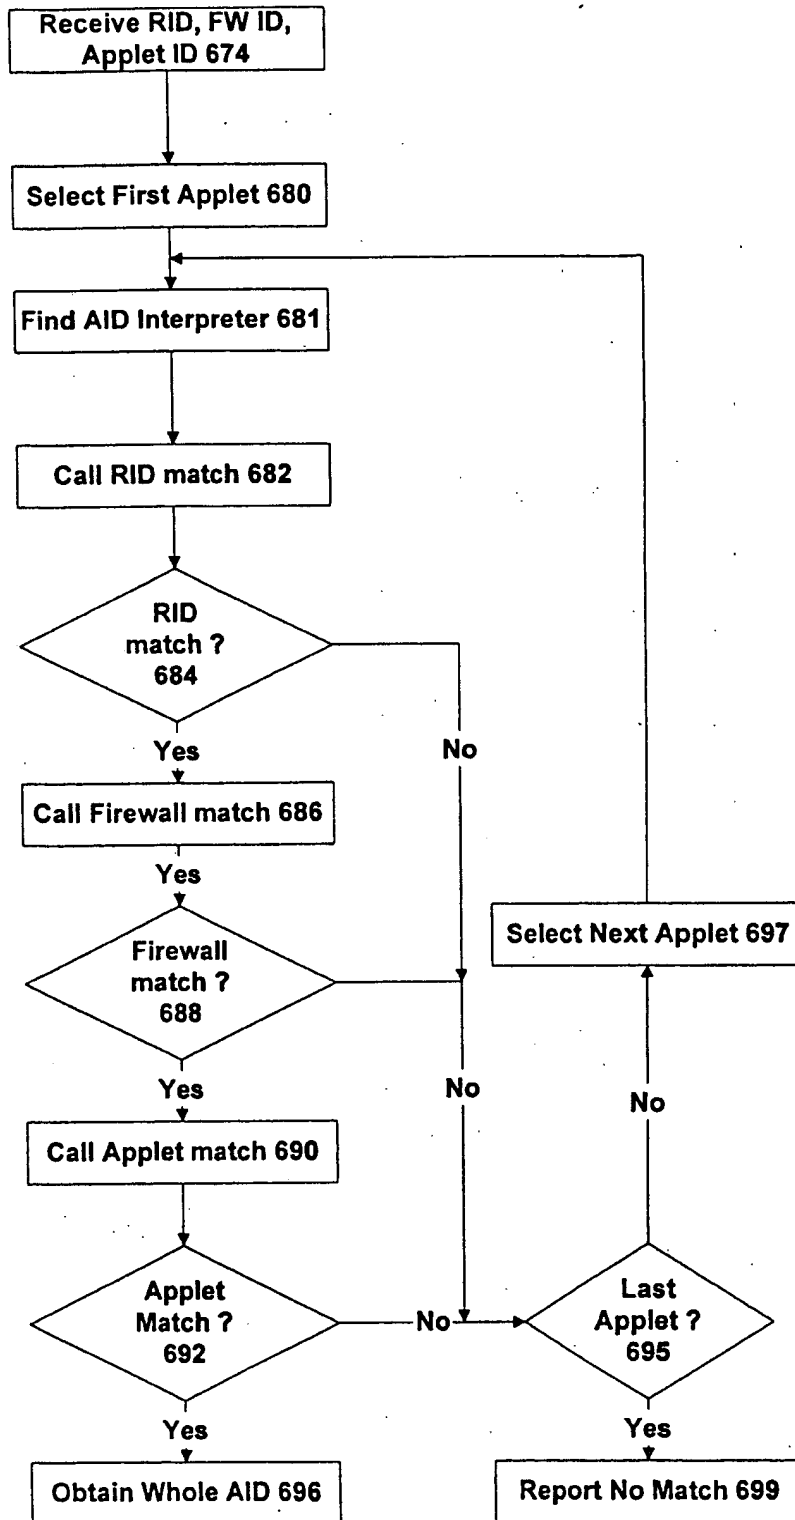 Receive RID, FW ID,
Applet ID 674
Select First Applet 680
Find AID Interpreter 681
Call RID match 682
RID
match ?
684
Yes
No
Call Firewall match 686
Yes
Firewall
match ?
688
Select Next Applet 697
Yes
No
No
Call Applet match 690
Applet
Match ?
692
No
Last
Applet ?
695
Yes
Yes
Obtain Whole AID 696
Report No Match 699